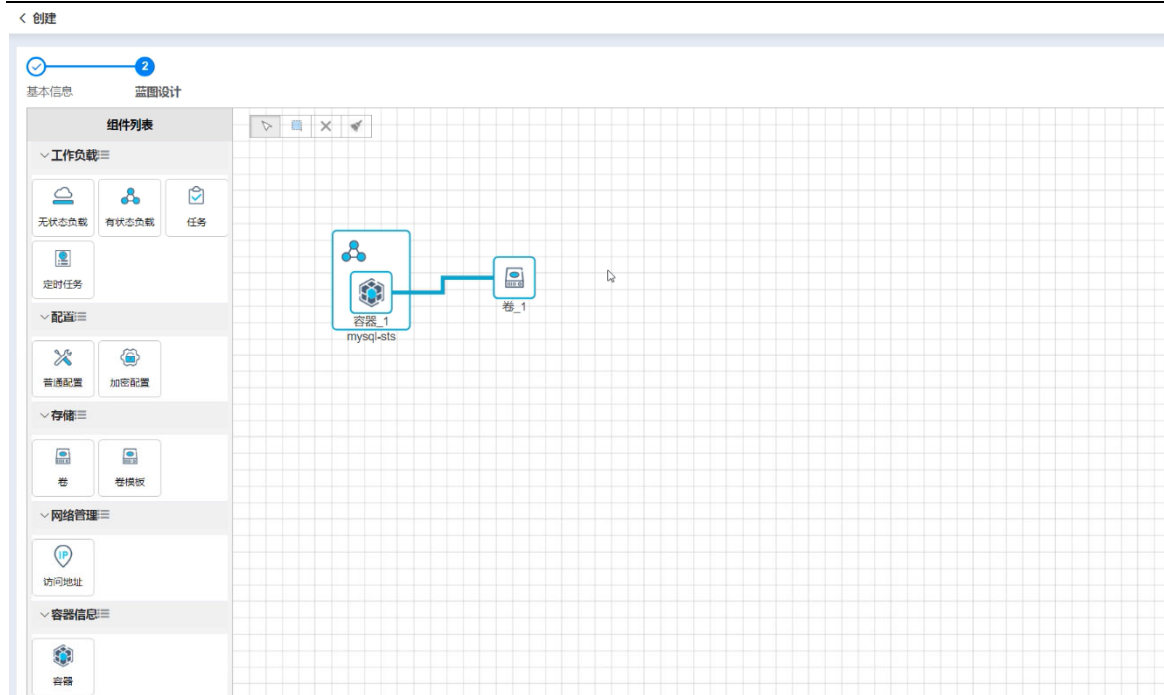 创建
2
基本信息 蓝图设计
组件列表
工作负载
无状态负载 有状态负载 任务
定时任务
配置
普通配置 加密配置
存储
卷 卷模板
网络管理
IP
访问地址
容器信息
容器
容器_1
mysql-sts
卷_1